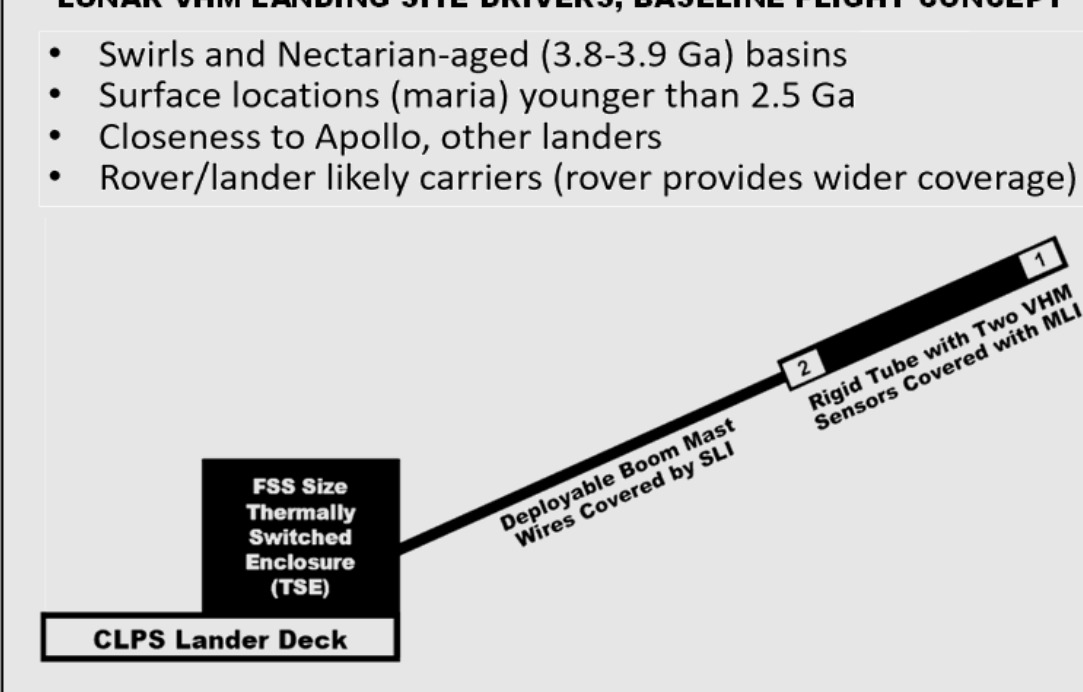 LUNAR VHM LANDING SITE DRIVERS, BASELINE FLIGHT CONCEPT
• Swirls and Nectarian-aged (3.8-3.9 Ga) basins
• Surface locations (maria) younger than 2.5 Ga
• Closeness to Apollo, other landers
• Rover/lander likely carriers (rover provides wider coverage)
1
Rigid Tube with Two VHM
Sensors Covered with MLI
2
Deployable Boom Mast
Wires Covered by SLI
FSS Size
Thermally
Switched
Enclosure
(TSE)
CLPS Lander Deck